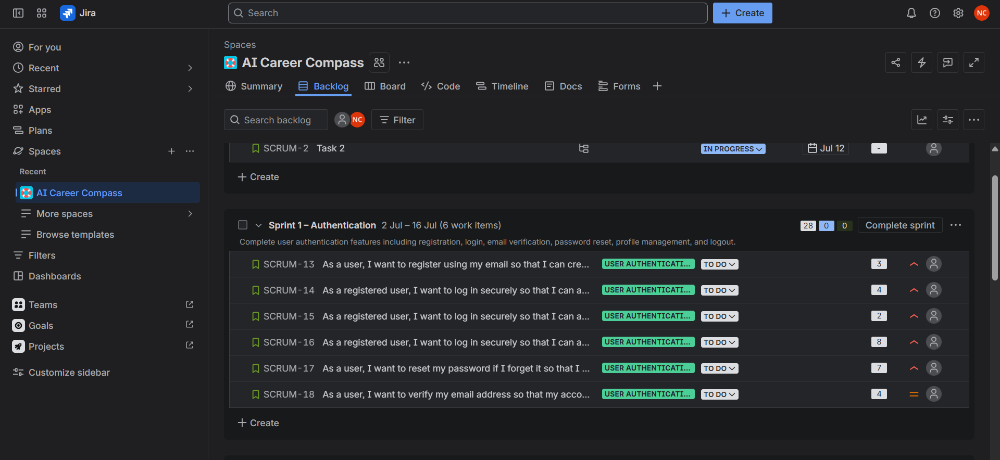 Jira
Search
Create
NC
For you
Recent
Starred
Apps
Plans
Spaces
Recent
AI Career Compass
More spaces
Browse templates
Filters
Dashboards
Teams
Goals
Projects
Customize sidebar
Spaces
AI Career Compass
Summary Backlog Board Code Timeline Docs Forms
Search backlog NC Filter
SCRUM-2 Task 2 IN PROGRESS Jul 12 -
Create
Sprint 1 – Authentication 2 Jul – 16 Jul (6 work items) 28 0 0 Complete sprint
Complete user authentication features including registration, login, email verification, password reset, profile management, and logout.
SCRUM-13 As a user, I want to register using my email so that I can cre... USER AUTHENTICATI... TO DO 3
SCRUM-14 As a registered user, I want to log in securely so that I can a... USER AUTHENTICATI... TO DO 4
SCRUM-15 As a registered user, I want to log in securely so that I can a... USER AUTHENTICATI... TO DO 2
SCRUM-16 As a registered user, I want to log in securely so that I can a... USER AUTHENTICATI... TO DO 8
SCRUM-17 As a user, I want to reset my password if I forget it so that I ... USER AUTHENTICATI... TO DO 7
SCRUM-18 As a user, I want to verify my email address so that my acco... USER AUTHENTICATI... TO DO 4
Create